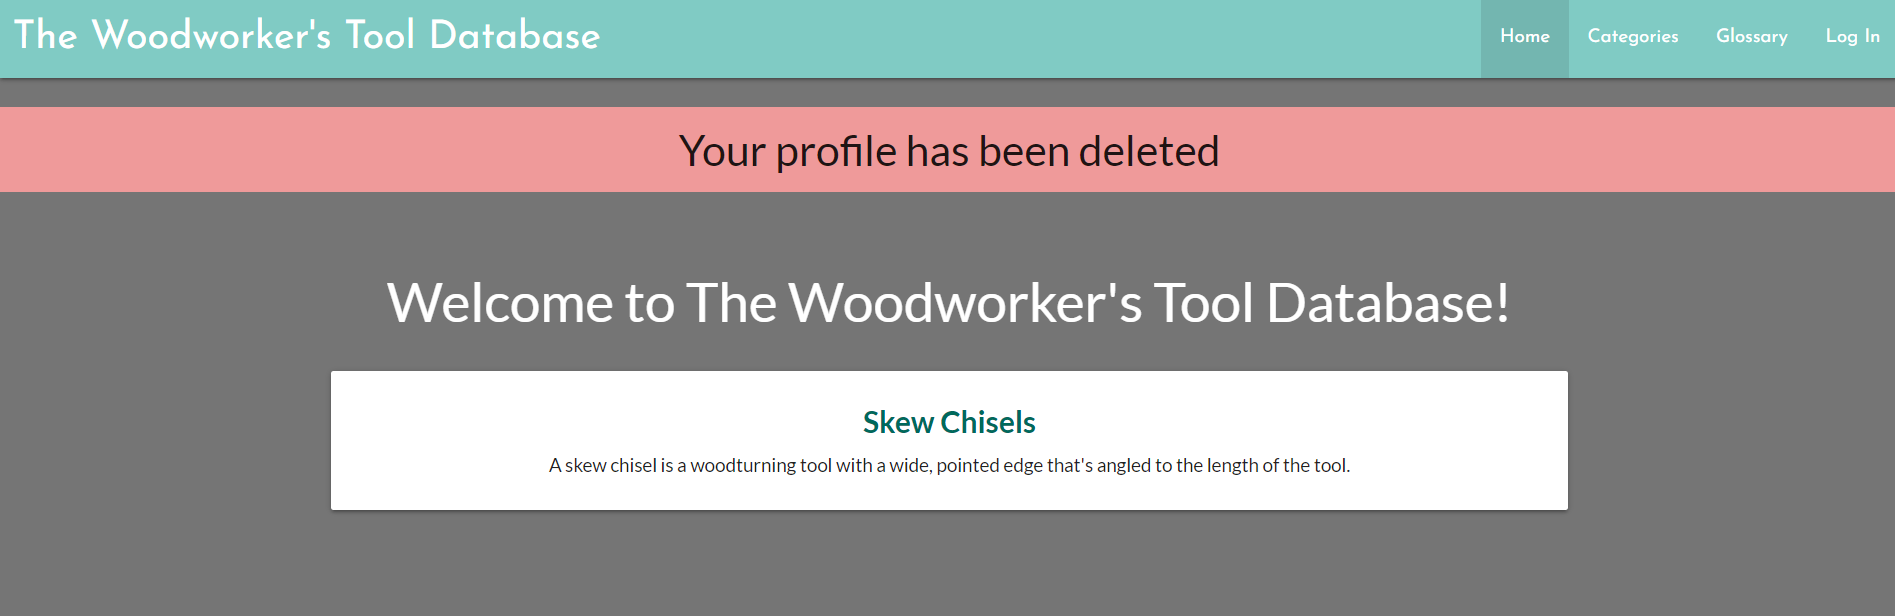 The Woodworker's Tool Database
Home
Categories
Glossary
Log In
Your profile has been deleted
Welcome to The Woodworker's Tool Database!
Skew Chisels
A skew chisel is a woodturning tool with a wide, pointed edge that's angled to the length of the tool.